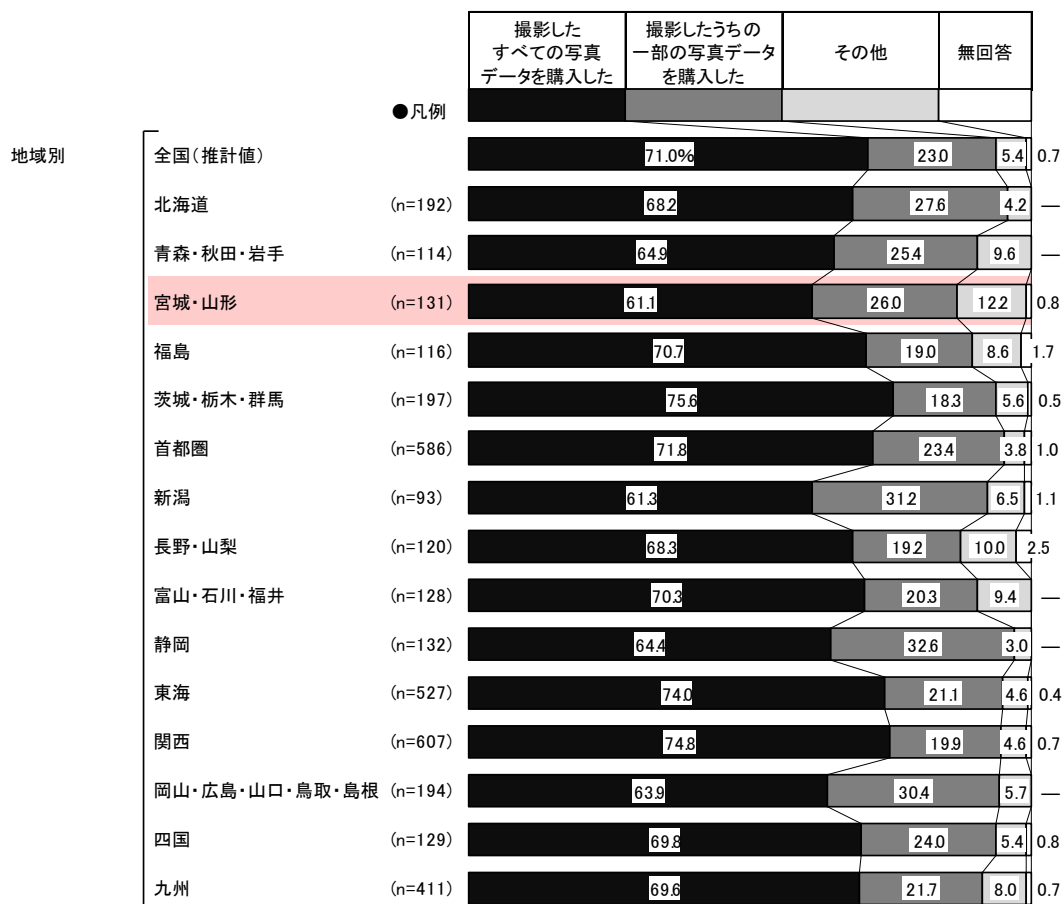 撮影した
すべての写真
データを購入した
撮影したうちの
一部の写真データ
を購入した
その他
無回答
●凡例
地域別
全国(推計値) 71.0% 23.0 5.4 0.7
北海道 (n=192) 68.2 27.6 4.2 —
青森・秋田・岩手 (n=114) 64.9 25.4 9.6 —
宮城・山形 (n=131) 61.1 26.0 12.2 0.8
福島 (n=116) 70.7 19.0 8.6 1.7
茨城・栃木・群馬 (n=197) 75.6 18.3 5.6 0.5
首都圏 (n=586) 71.8 23.4 3.8 1.0
新潟 (n=93) 61.3 31.2 6.5 1.1
長野・山梨 (n=120) 68.3 19.2 10.0 2.5
富山・石川・福井 (n=128) 70.3 20.3 9.4 —
静岡 (n=132) 64.4 32.6 3.0 —
東海 (n=527) 74.0 21.1 4.6 0.4
関西 (n=607) 74.8 19.9 4.6 0.7
岡山・広島・山口・鳥取・島根 (n=194) 63.9 30.4 5.7 —
四国 (n=129) 69.8 24.0 5.4 0.8
九州 (n=411) 69.6 21.7 8.0 0.7